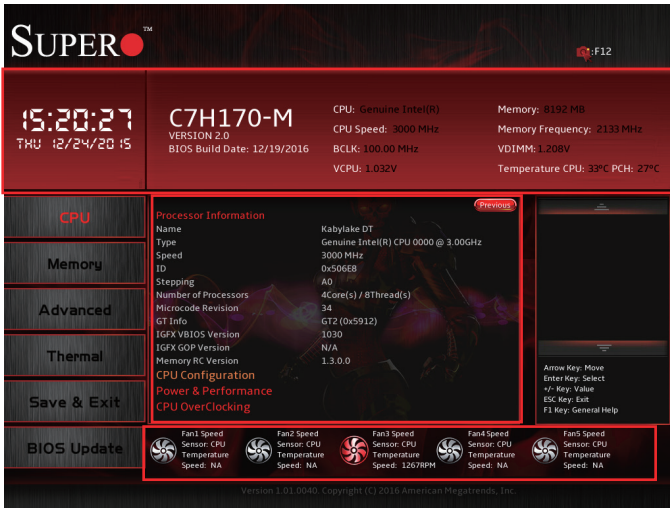 SUPER TM
:F12
15:20:27
THU 12/24/2015
C7H170-M
VERSION 2.0
BIOS Build Date: 12/19/2016
CPU: Genuine Intel(R)
CPU Speed: 3000 MHz
BCLK: 100.00 MHz
VCPU: 1.032V
Memory: 8192 MB
Memory Frequency: 2133 MHz
VDIMM: 1.208V
Temperature CPU: 33°C PCH: 27°C
CPU
Memory
Advanced
Thermal
Save & Exit
BIOS Update
Previous
Processor Information
Name Kabylake DT
Type Genuine Intel(R) CPU 0000 @ 3.00GHz
Speed 3000 MHz
ID 0x506E8
Stepping A0
Number of Processors 4Core(s) / 8Thread(s)
Microcode Revision 34
GT Info GT2 (0x5912)
IGFX VBIOS Version 1030
IGFX GOP Version N/A
Memory RC Version 1.3.0.0
CPU Configuration
Power & Performance
CPU OverClocking
Arrow Key: Move
Enter Key: Select
+/- Key: Value
ESC Key: Exit
F1 Key: General Help
Fan1 Speed
Sensor: CPU
Temperature
Speed: NA
Fan2 Speed
Sensor: CPU
Temperature
Speed: NA
Fan3 Speed
Sensor: CPU
Temperature
Speed: 1267RPM
Fan4 Speed
Sensor: CPU
Temperature
Speed: NA
Fan5 Speed
Sensor: CPU
Temperature
Speed: NA
Version 1.01.0040. Copyright (C) 2016 American Megatrends, Inc.